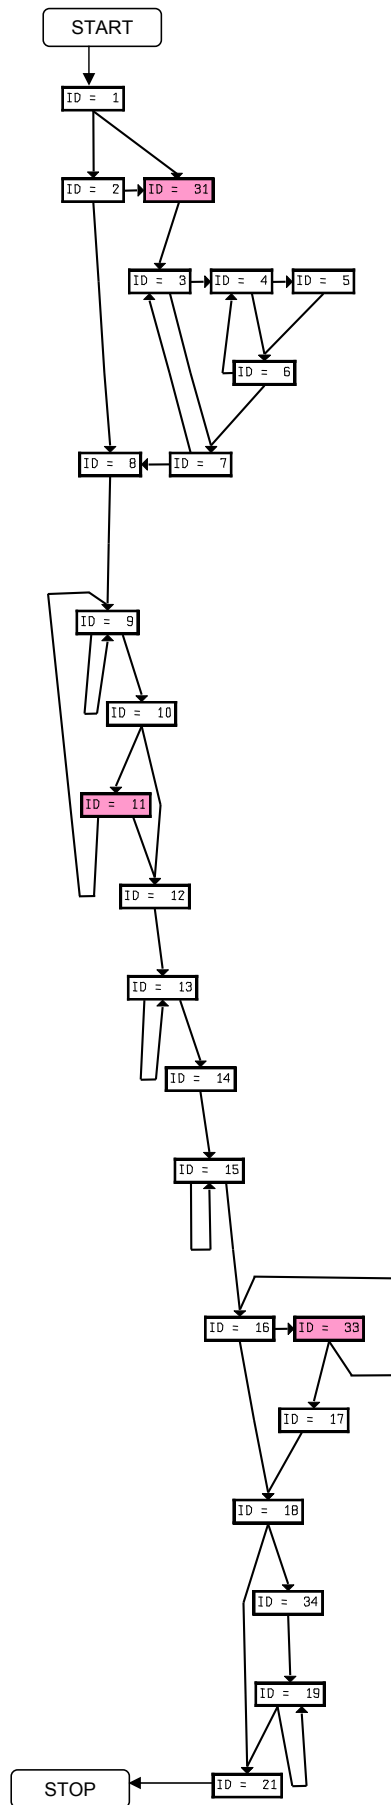 START
ID = 1
ID = 2
ID = 31
ID = 3
ID = 4
ID = 5
ID = 6
ID = 8
ID = 7
ID = 9
ID = 10
ID = 11
ID = 12
ID = 13
ID = 14
ID = 15
ID = 16
ID = 33
ID = 17
ID = 18
ID = 34
ID = 19
STOP
ID = 21